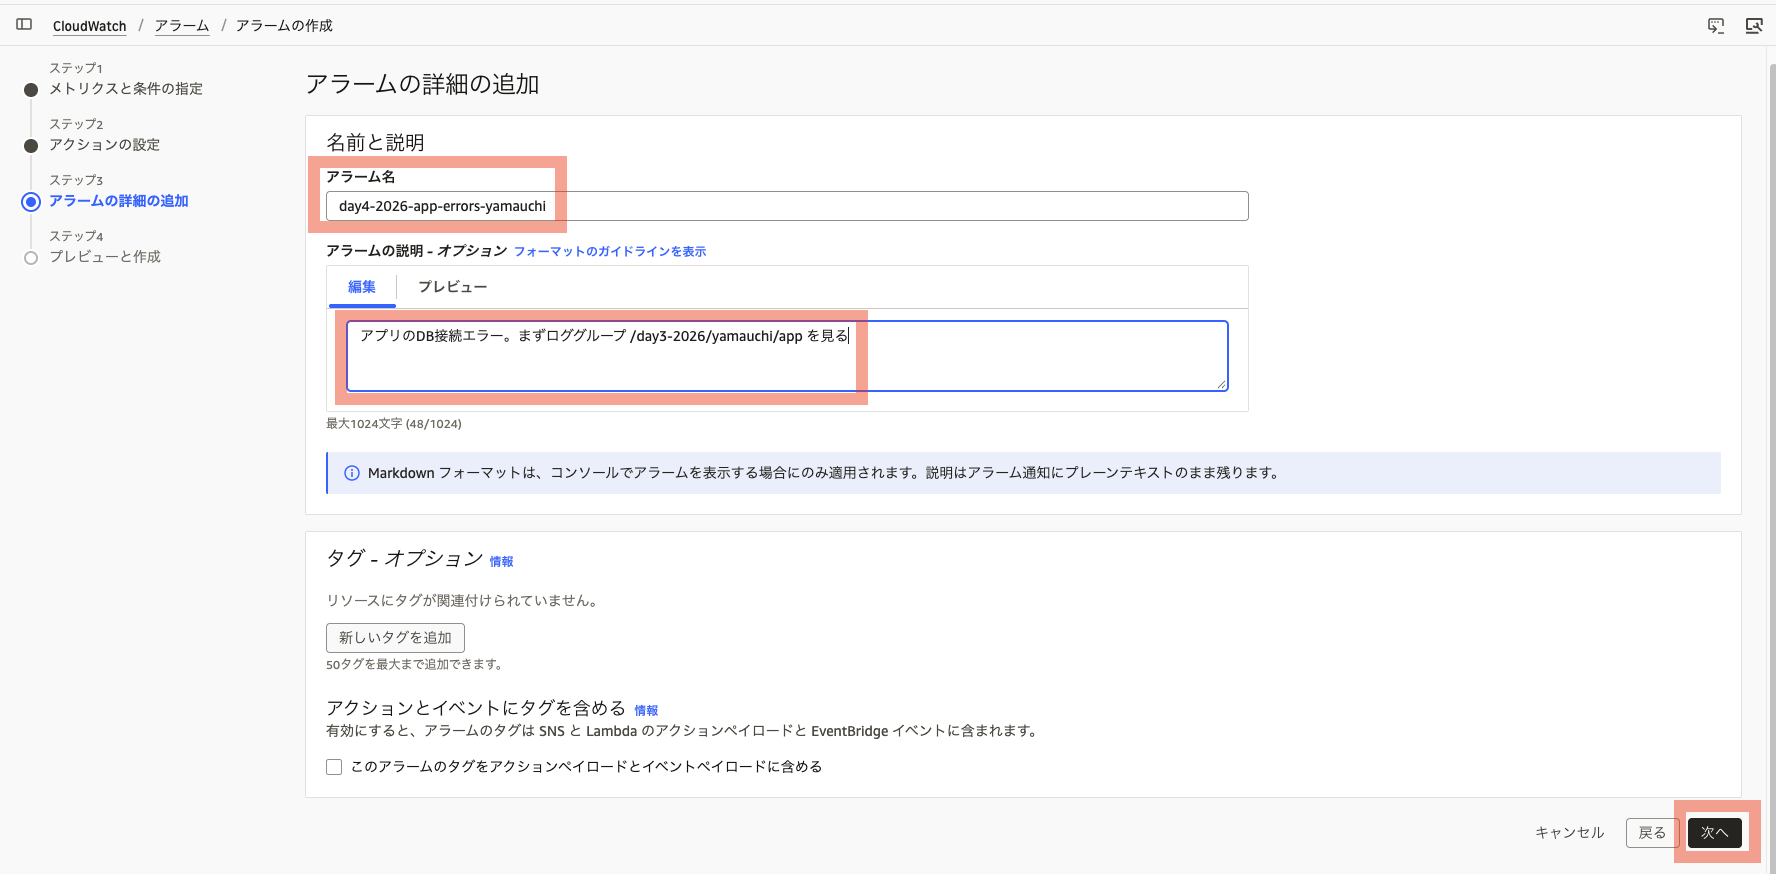 CloudWatch / アラーム / アラームの作成
ステップ1
メトリクスと条件の指定
ステップ2
アクションの設定
ステップ3
アラームの詳細の追加
ステップ4
プレビューと作成
アラームの詳細の追加
名前と説明
アラーム名
day4-2026-app-errors-yamauchi
アラームの説明 - オプション フォーマットのガイドラインを表示
編集 プレビュー
アプリのDB接続エラー。まずロググループ /day3-2026/yamauchi/app を見る
最大1024文字 (48/1024)
Markdown フォーマットは、コンソールでアラームを表示する場合にのみ適用されます。説明はアラーム通知にプレーンテキストのまま残ります。
タグ - オプション 情報
リソースにタグが関連付けられていません。
新しいタグを追加
50タグを最大まで追加できます。
アクションとイベントにタグを含める 情報
有効にすると、アラームのタグは SNS と Lambda のアクションペイロードと EventBridge イベントに含まれます。
このアラームのタグをアクションペイロードとイベントペイロードに含める
キャンセル 戻る 次へ